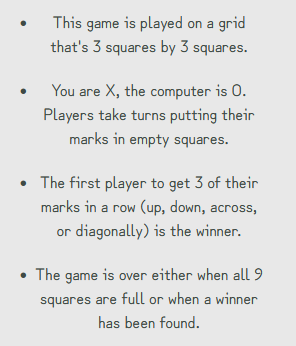 • This game is played on a grid
that's 3 squares by 3 squares.
• You are X, the computer is O.
Players take turns putting their
marks in empty squares.
• The first player to get 3 of their
marks in a row (up, down, across,
or diagonally) is the winner.
• The game is over either when all 9
squares are full or when a winner
has been found.